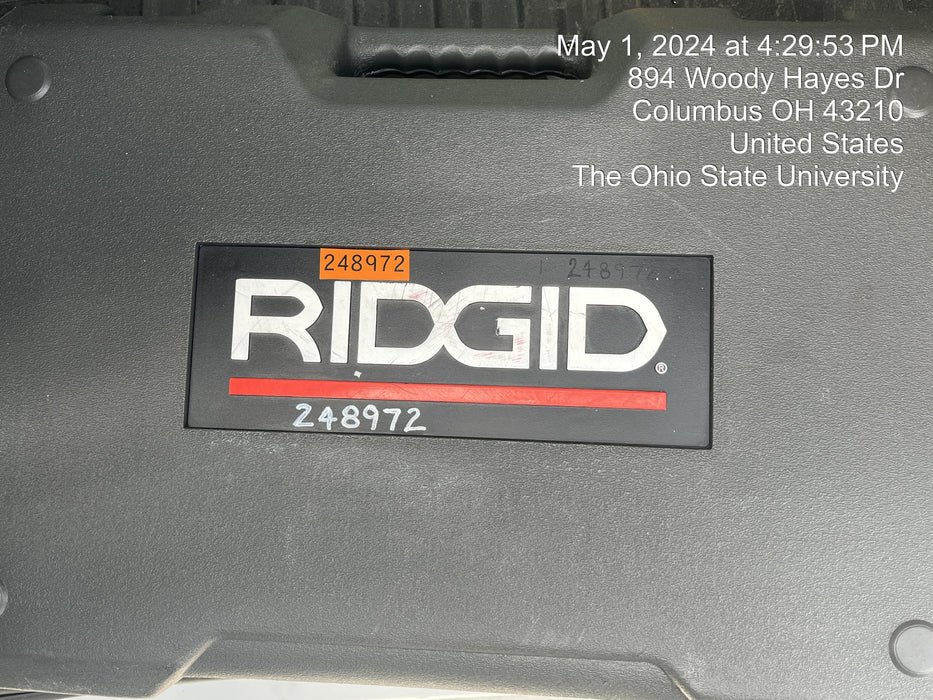 May 1, 2024 at 4:29:53 PM
894 Woody Hayes Dr
Columbus OH 43210
United States
The Ohio State University
248972
RIDGID
®
248972